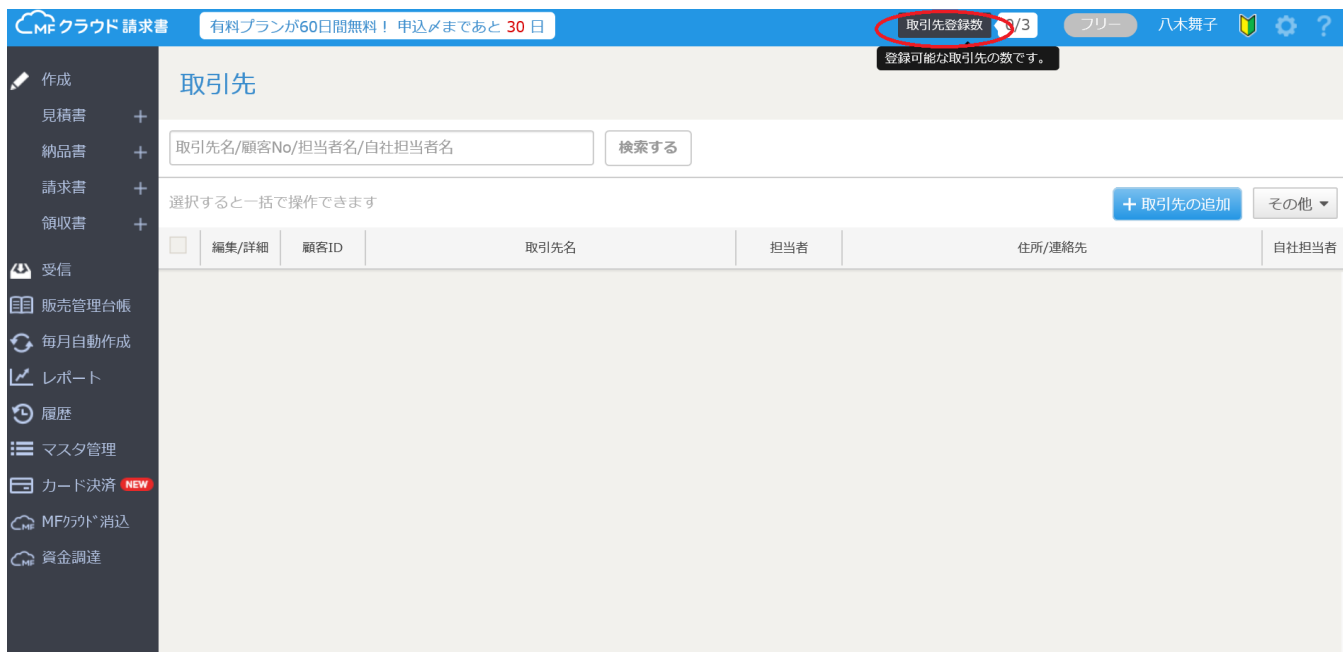 MFクラウド請求書
有料プランが60日間無料！ 申込〆まであと 30 日
取引先登録数 0/3
フリー
八木舞子
?
登録可能な取引先の数です。
作成
見積書 +
納品書 +
請求書 +
領収書 +
受信
販売管理台帳
毎月自動作成
レポート
履歴
マスタ管理
カード決済 NEW
MF MFｸﾗｳﾄﾞ消込
MF 資金調達
取引先
取引先名/顧客No/担当者名/自社担当者名
検索する
選択すると一括で操作できます
+ 取引先の追加
その他 ▼
編集/詳細 顧客ID 取引先名 担当者 住所/連絡先 自社担当者